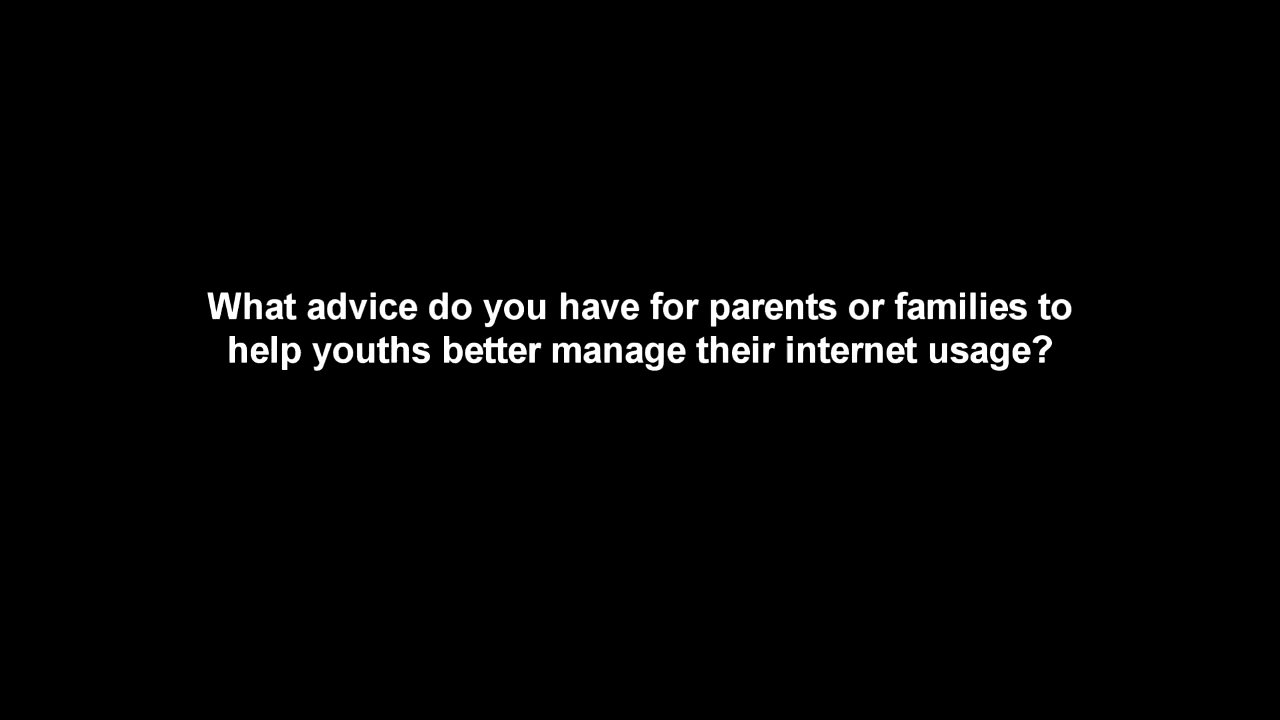 What advice do you have for parents or families to
help youths better manage their internet usage?